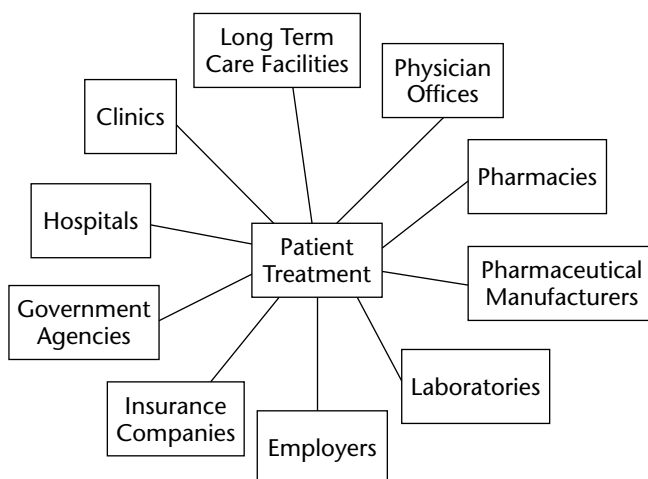 Long Term
Care Facilities
Physician
Offices
Clinics
Pharmacies
Hospitals
Patient
Treatment
Pharmaceutical
Manufacturers
Government
Agencies
Laboratories
Insurance
Companies
Employers